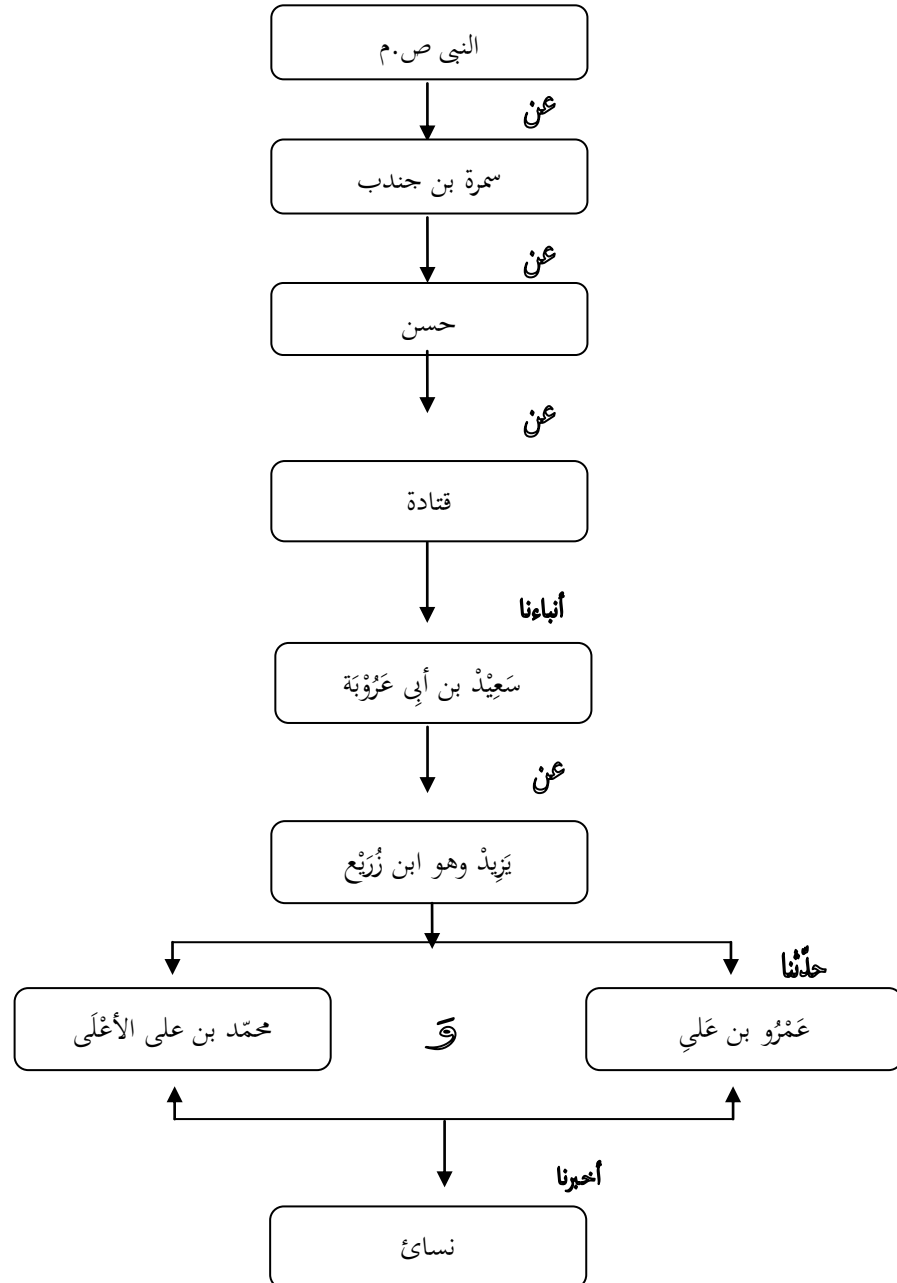 النبى ص.م
عن
سمرة بن جندب
عن
حسن
عن
قتادة
أنباءنا
سَعِيْدْ بن أَبِى عَرُوْبَة
عن
يَزِيدْ وهو ابن زُرَيْع
حدّثنا
عَمْرُو بن عَلىِ
وَ
محمّد بن على الأعْلَى
أخبرنا
نسائ